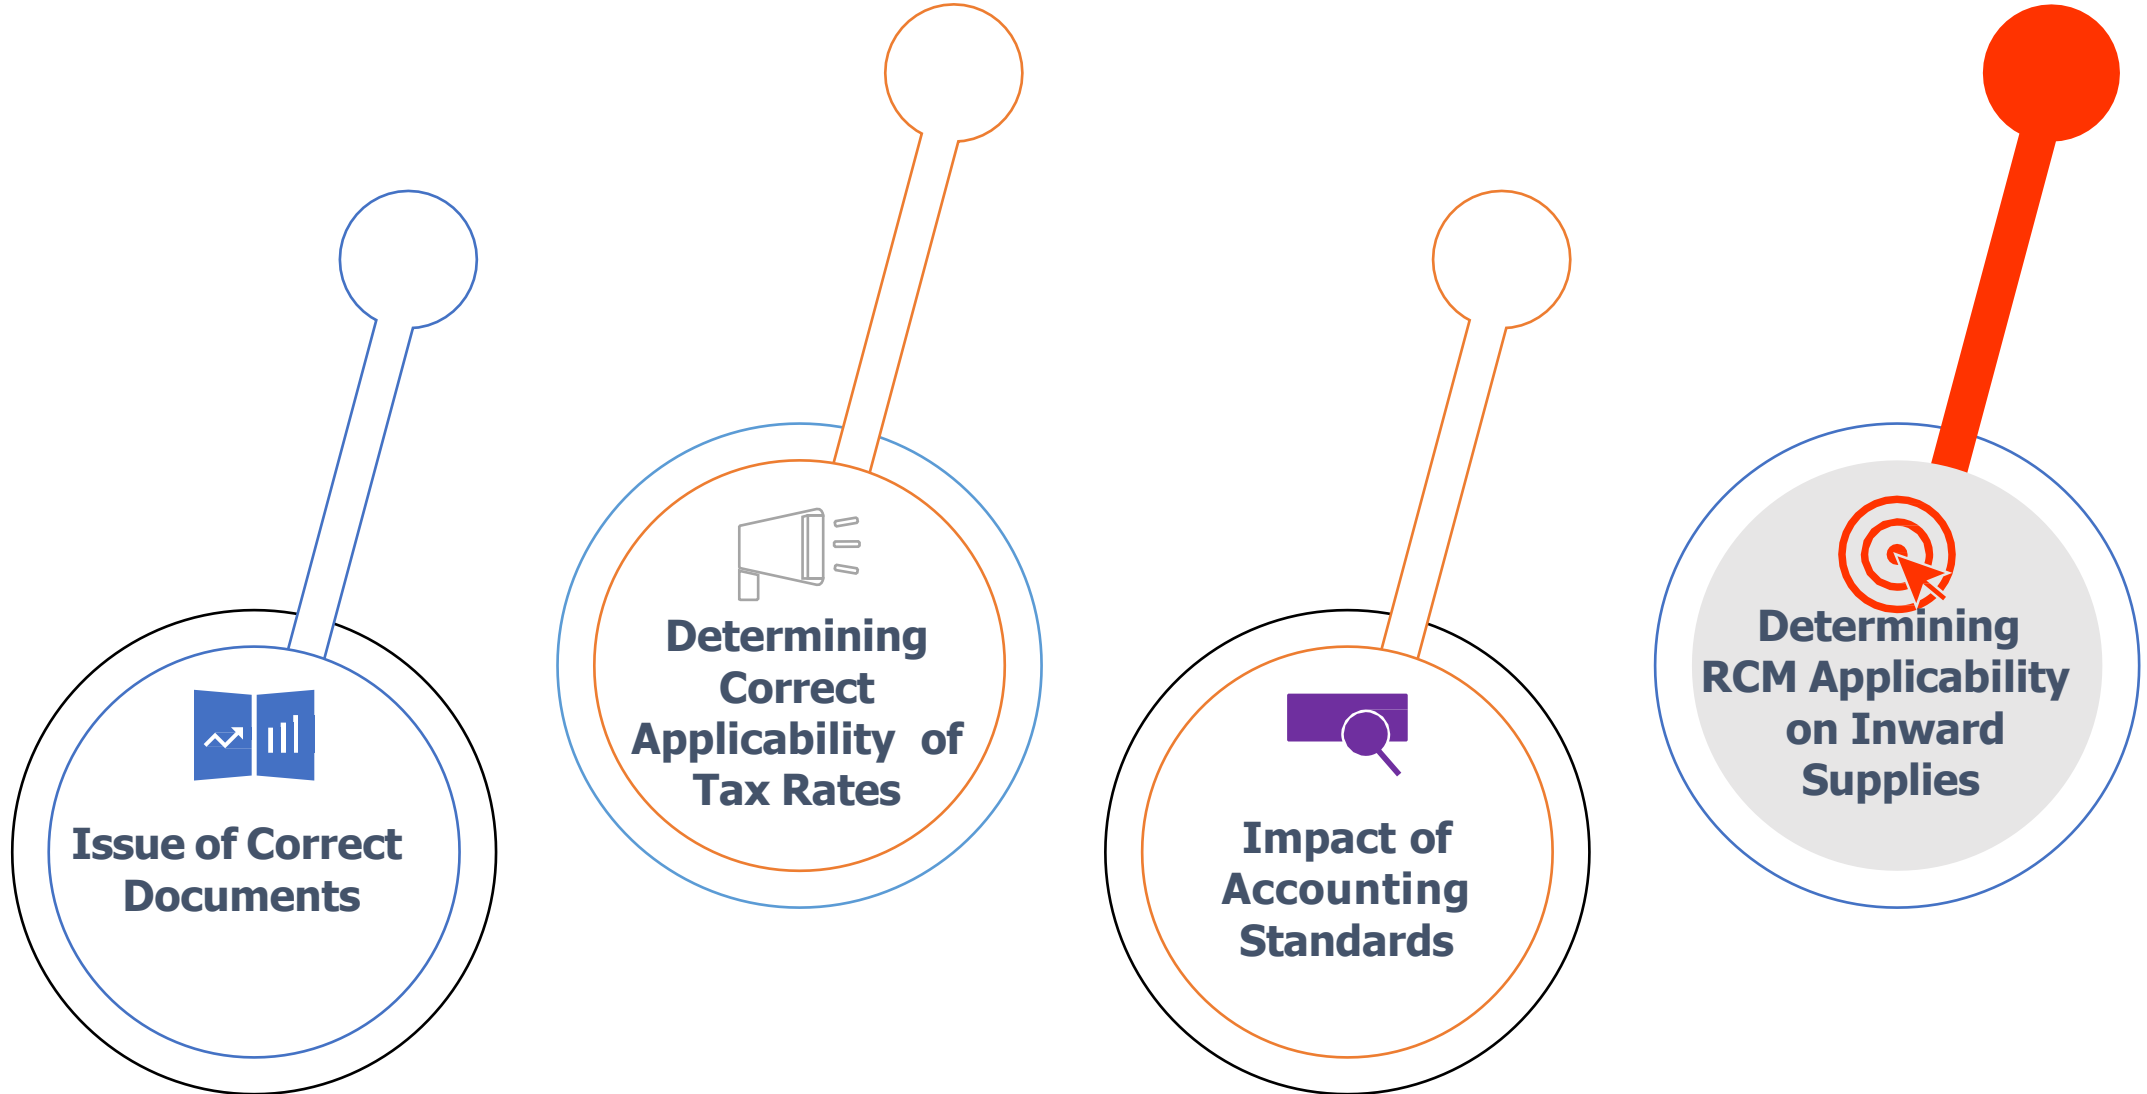 Issue of Correct
Documents
Determining
Correct
Applicability of
Tax Rates
Impact of
Accounting
Standards
Determining
RCM Applicability
on Inward
Supplies